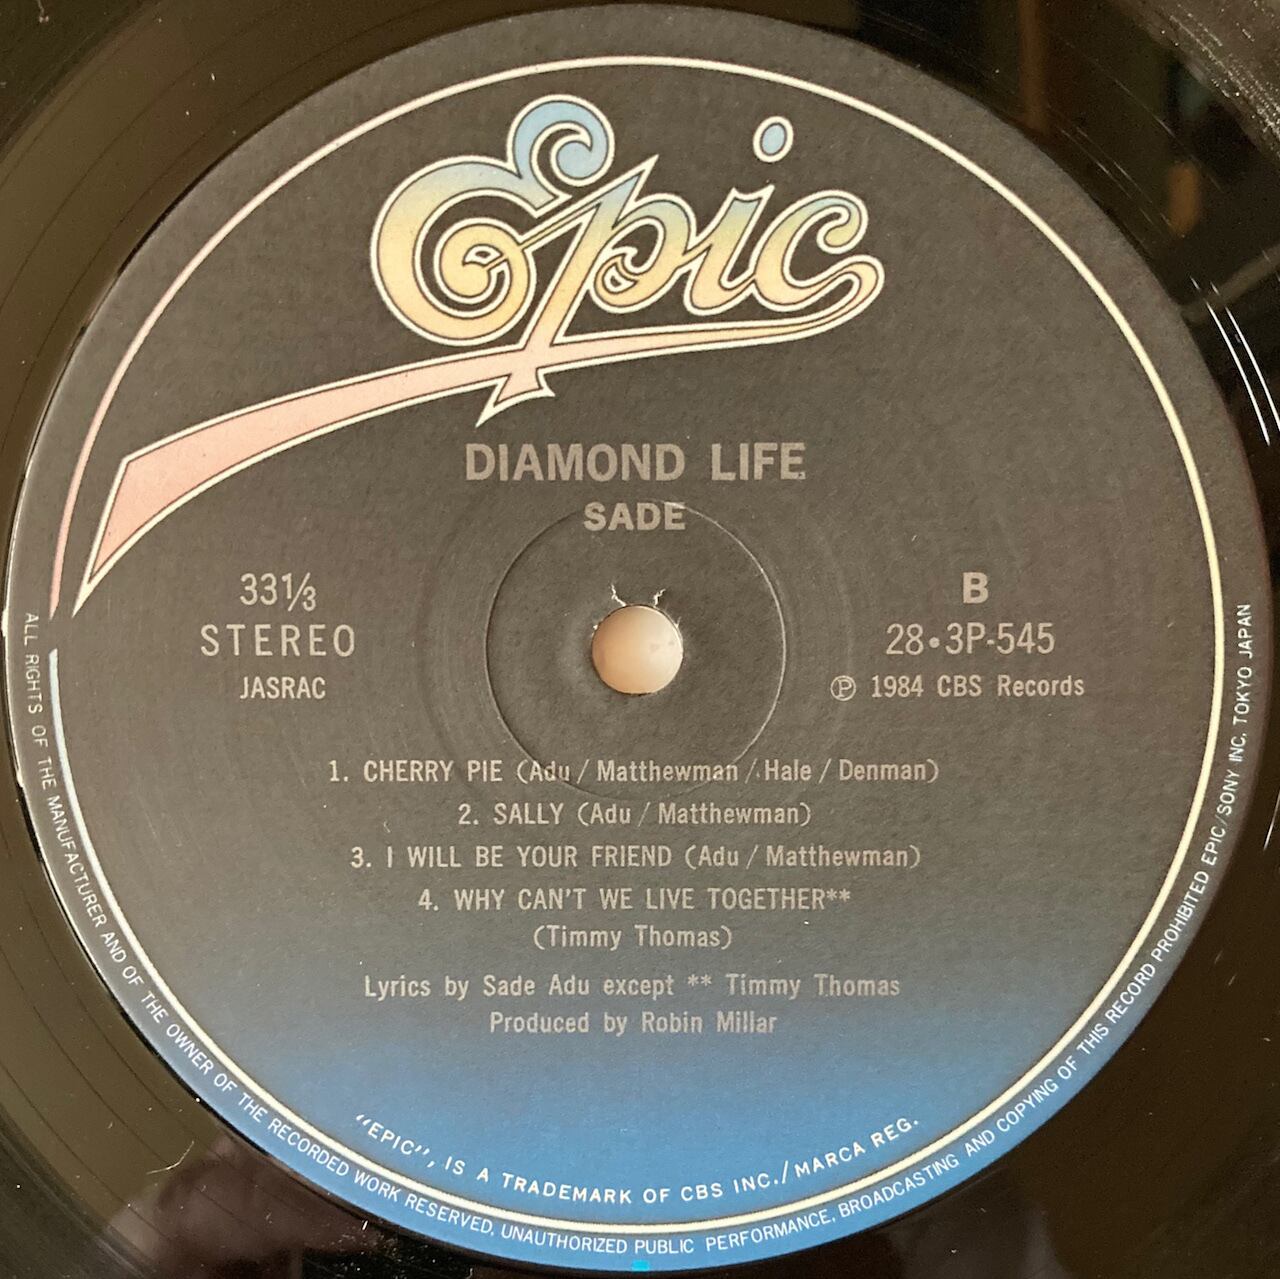 Epic
DIAMOND LIFE
SADE
33⅓
STEREO
JASRAC
B
28•3P-545
Ⓟ 1984 CBS Records
1. CHERRY PIE (Adu / Matthewman / Hale / Denman)
2. SALLY (Adu / Matthewman)
3. I WILL BE YOUR FRIEND (Adu / Matthewman)
4. WHY CAN'T WE LIVE TOGETHER**
(Timmy Thomas)
Lyrics by Sade Adu except ** Timmy Thomas
Produced by Robin Millar
"EPIC", IS A TRADEMARK OF CBS INC./MARCA REG.
ALL RIGHTS OF THE MANUFACTURER AND OF THE OWNER OF THE RECORDED WORK RESERVED. UNAUTHORIZED PUBLIC PERFORMANCE, BROADCASTING AND COPYING OF THIS RECORD PROHIBITED EPIC/SONY INC. TOKYO JAPAN